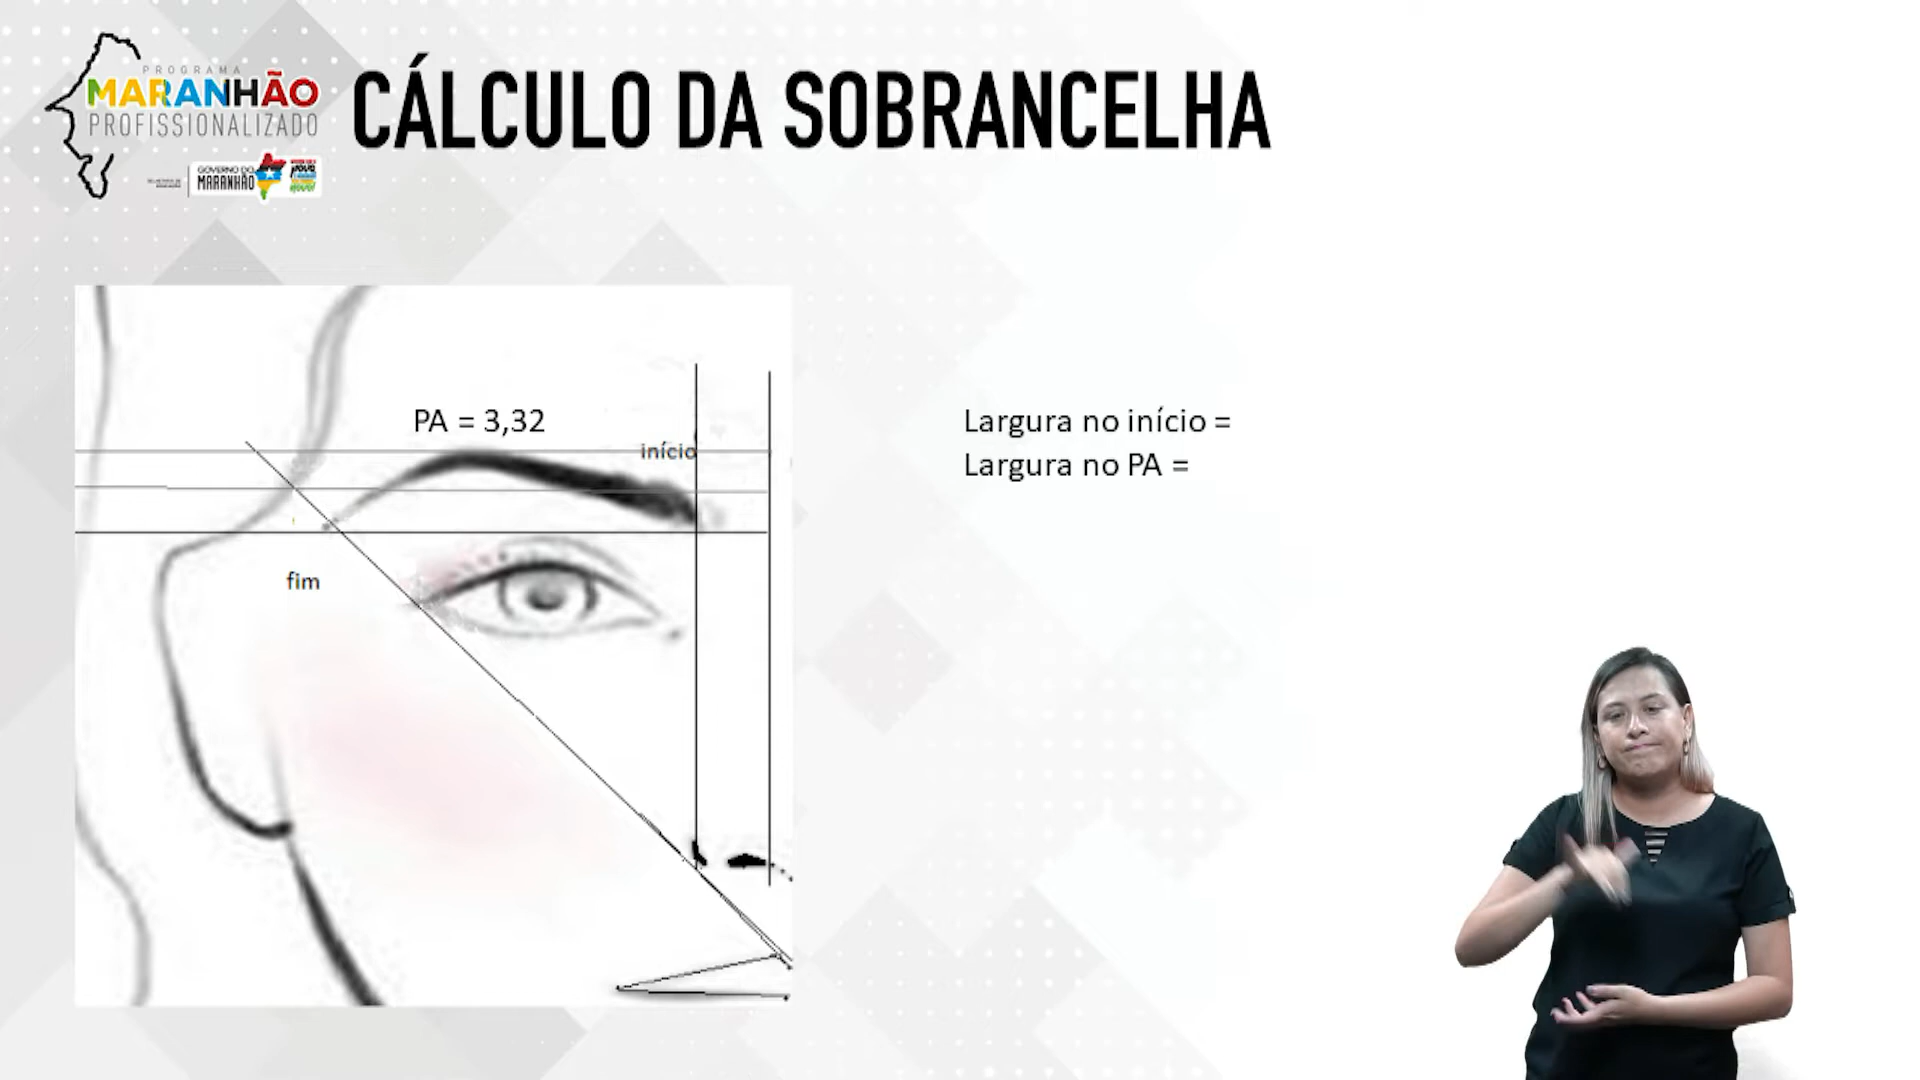 PROGRAMA
MARANHÃO
PROFISSIONALIZADO
GOVERNO DO
MARANHÃO
CÁLCULO DA SOBRANCELHA
PA = 3,32
início
fim
Largura no início =
Largura no PA =